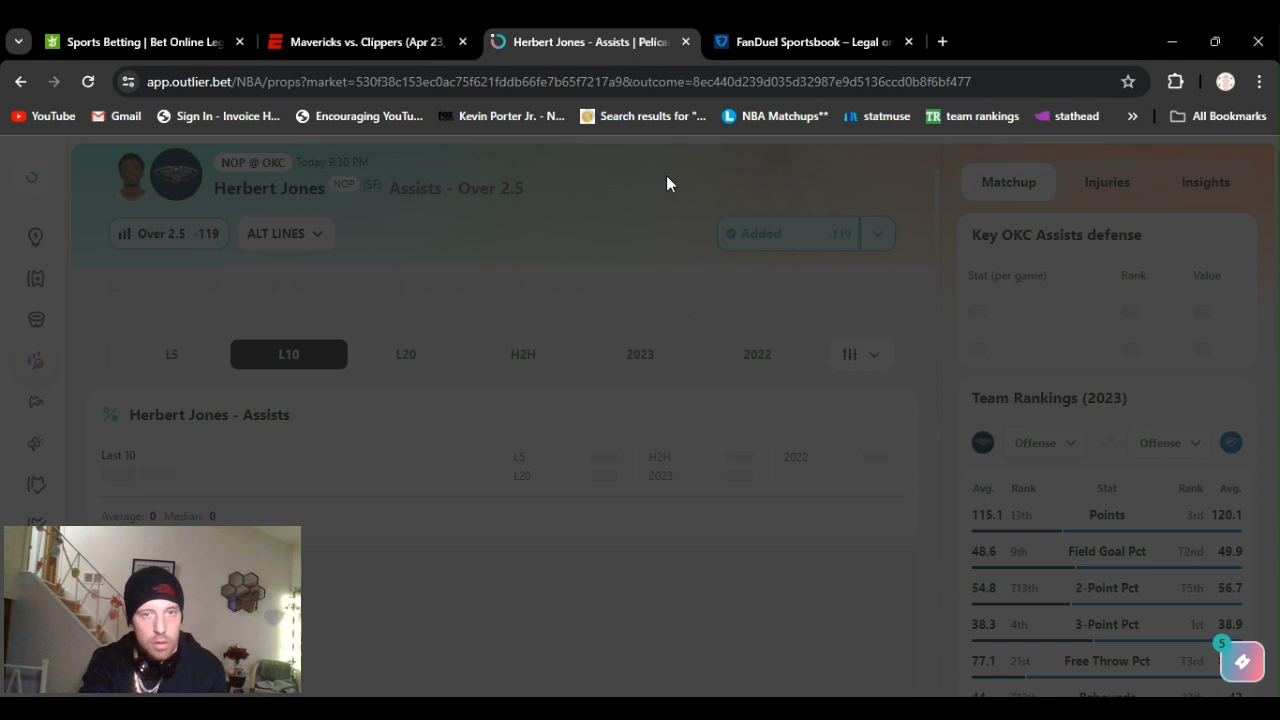 Sports Betting | Bet Online Leg
Mavericks vs. Clippers (Apr 23,
Herbert Jones - Assists | Pelica
FanDuel Sportsbook – Legal or
app.outlier.bet/NBA/props?market=530f38c153ec0ac75f621fddb66fe7b65f7217a9&outcome=8ec440d239d035d32987e9d5136ccd0b8f6bf477
YouTube
Gmail
Sign In - Invoice H...
Encouraging YouTu...
Kevin Porter Jr. - N...
Search results for "...
NBA Matchups**
statmuse
TR team rankings
stathead
All Bookmarks
NOP @ OKC Today 9:30 PM
Herbert Jones NOP (SF) Assists - Over 2.5
Over 2.5 -119
ALT LINES
Added -119
L5 L10 L20 H2H 2023 2022
Herbert Jones - Assists
Last 10
L5 H2H 2022
L20 2023
Average: 0 Median: 0
Matchup Injuries Insights
Key OKC Assists defense
Stat (per game) Rank Value
Team Rankings (2023)
Offense Offense
Avg. Rank Stat Rank Avg.
115.1 13th Points 3rd 120.1
48.6 9th Field Goal Pct T2nd 49.9
54.8 T13th 2-Point Pct T5th 56.7
38.3 4th 3-Point Pct 1st 38.9
77.1 21st Free Throw Pct T3rd
5